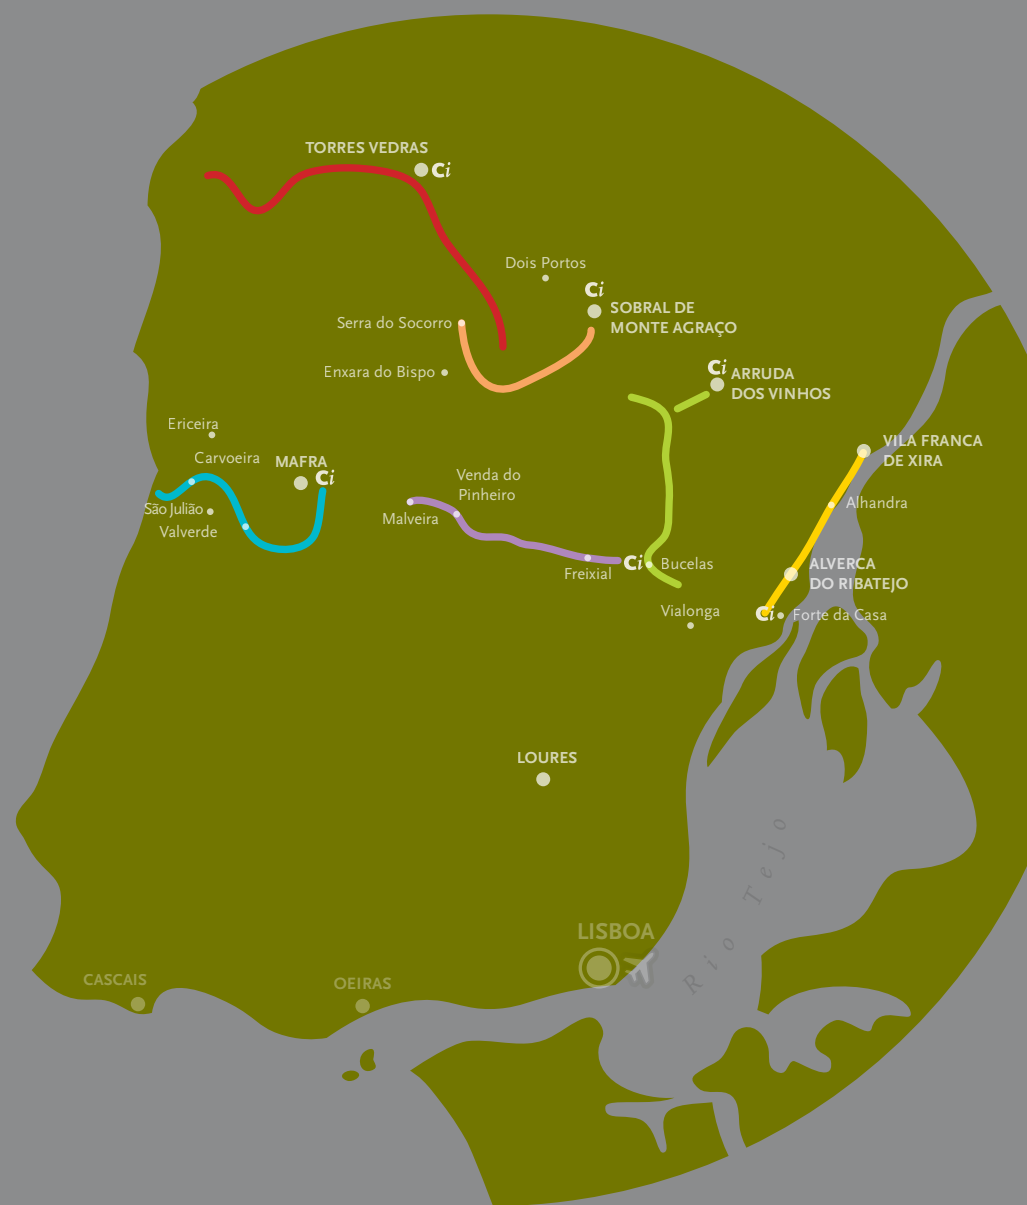 TORRES VEDRAS
Ci
Dois Portos
Ci
SOBRAL DE
MONTE AGRAÇO
Serra do Socorro
Enxara do Bispo
Ci
ARRUDA
DOS VINHOS
Ericeira
Carvoeira
MAFRA
Ci
São Julião
Valverde
Venda do
Pinheiro
Malveira
Freixial
Ci
Bucelas
Vialonga
VILA FRANCA
DE XIRA
Alhandra
ALVERCA
DO RIBATEJO
Ci
Forte da Casa
LOURES
Rio Tejo
LISBOA
CASCAIS
OEIRAS